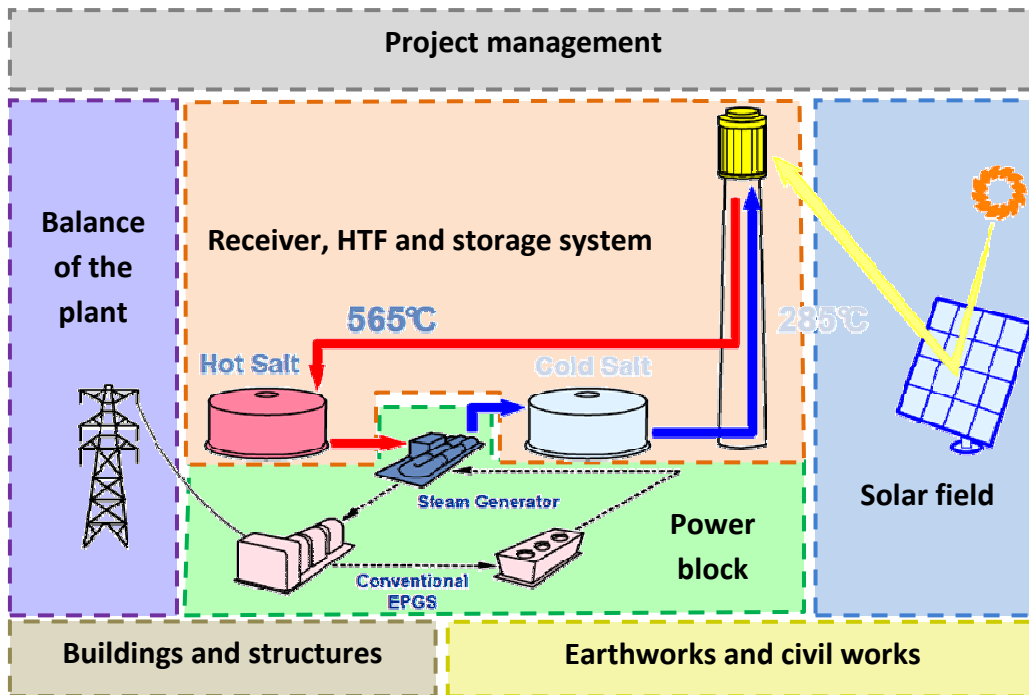 Project management
Balance
of the
plant
Receiver, HTF and storage system
565℃
285℃
Hot Salt
Cold Salt
Steam Generator
Conventional
EPGS
Power
block
Solar field
Buildings and structures
Earthworks and civil works